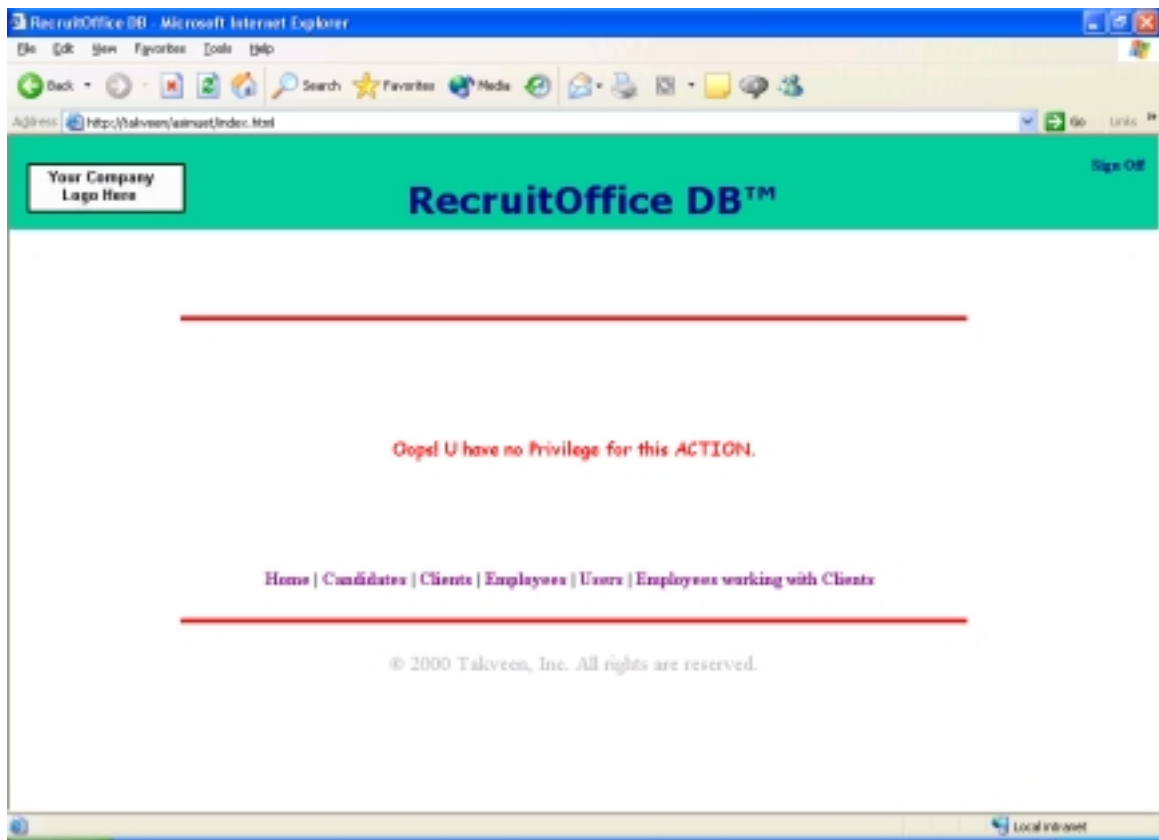 RecruitOffice DB - Microsoft Internet Explorer
File Edit View Favorites Tools Help
Back Search Favorites Media
Address http://takveen/asimuet/index.html Go Links »
Your Company
Logo Here
Sign Off
RecruitOffice DB™
Oops! U have no Privilege for this ACTION.
Home | Candidates | Clients | Employees | Users | Employees working with Clients
© 2000 Takveen, Inc. All rights are reserved.
Local intranet